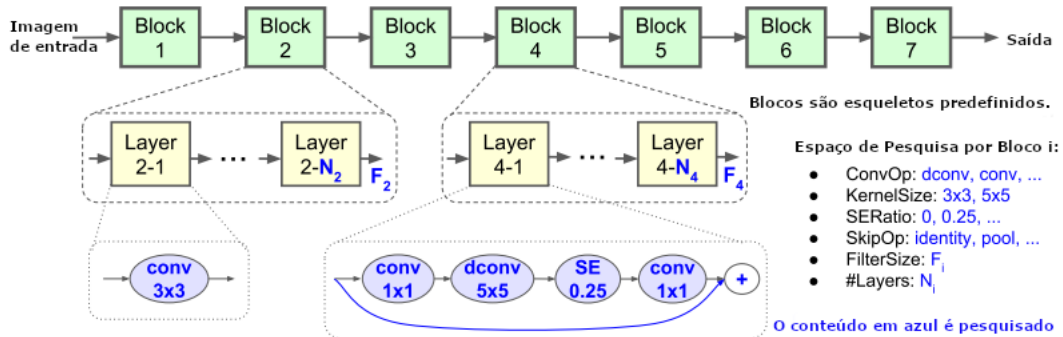 Imagem
de entrada
Block
1
Block
2
Block
3
Block
4
Block
5
Block
6
Block
7
Saída
Blocos são esqueletos predefinidos.
Layer
2-1
...
Layer
2-N2
F2
Layer
4-1
...
Layer
4-N4
F4
Espaço de Pesquisa por Bloco i:
● ConvOp: dconv, conv, ...
● KernelSize: 3x3, 5x5
● SERatio: 0, 0.25, ...
● SkipOp: identity, pool, ...
● FilterSize: Fi
● #Layers: Ni
conv
3x3
conv
1x1
dconv
5x5
SE
0.25
conv
1x1
+
O conteúdo em azul é pesquisado